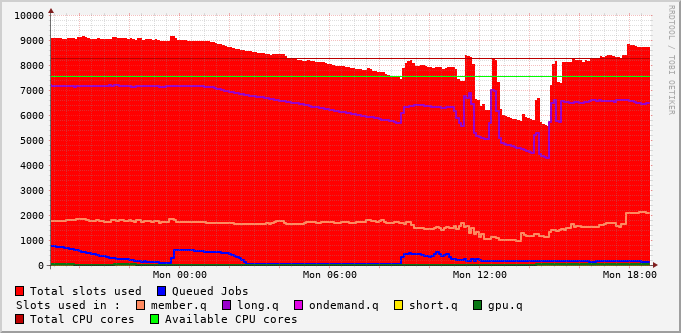 10000
9000
8000
7000
6000
5000
4000
3000
2000
1000
0
Mon 00:00 Mon 06:00 Mon 12:00 Mon 18:00
RRDTOOL / TOBI OETIKER
Total slots used Queued Jobs
Slots used in : member.q long.q ondemand.q short.q gpu.q
Total CPU cores Available CPU cores